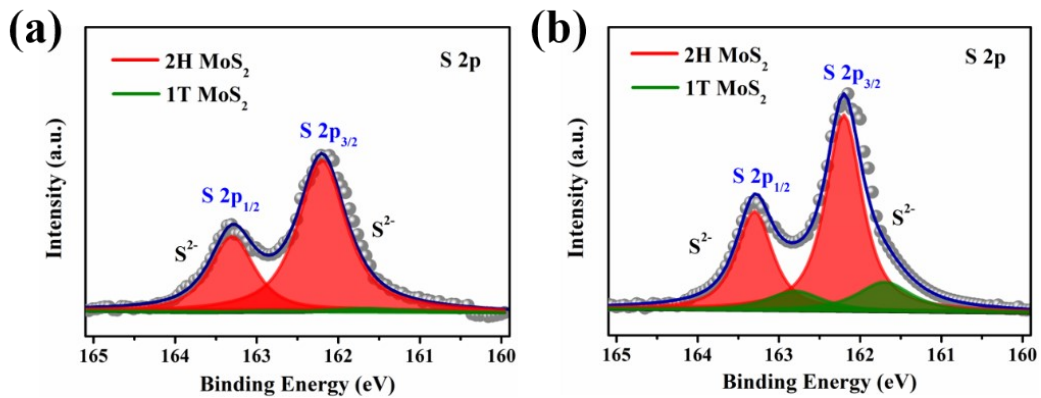 (a)
2H MoS₂
1T MoS₂
S 2p
S 2p₃/₂
S 2p₁/₂
S²⁻
S²⁻
Intensity (a.u.)
165 164 163 162 161 160
Binding Energy (eV)
(b)
2H MoS₂
1T MoS₂
S 2p
S 2p₃/₂
S 2p₁/₂
S²⁻
S²⁻
Intensity (a.u.)
165 164 163 162 161 160
Binding Energy (eV)